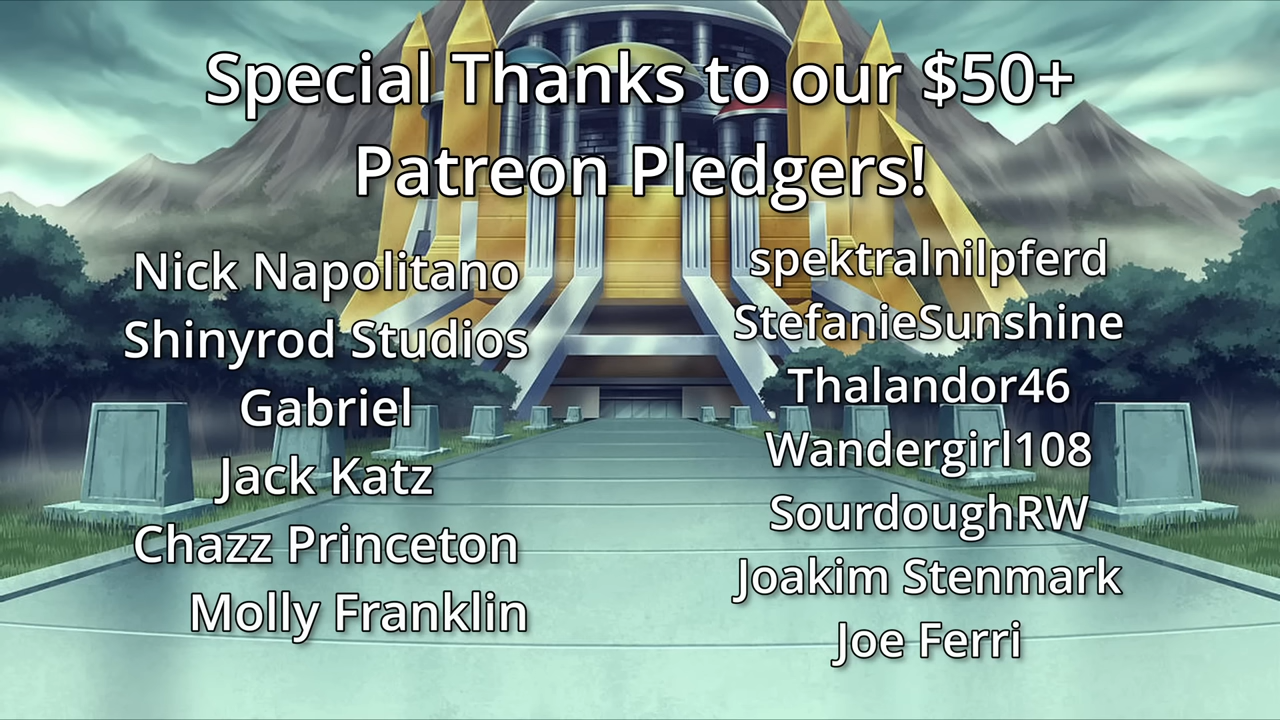 Special Thanks to our $50+
Patreon Pledgers!
Nick Napolitano
Shinyrod Studios
Gabriel
Jack Katz
Chazz Princeton
Molly Franklin
spektralnilpferd
StefanieSunshine
Thalandor46
Wandergirl108
SourdoughRW
Joakim Stenmark
Joe Ferri